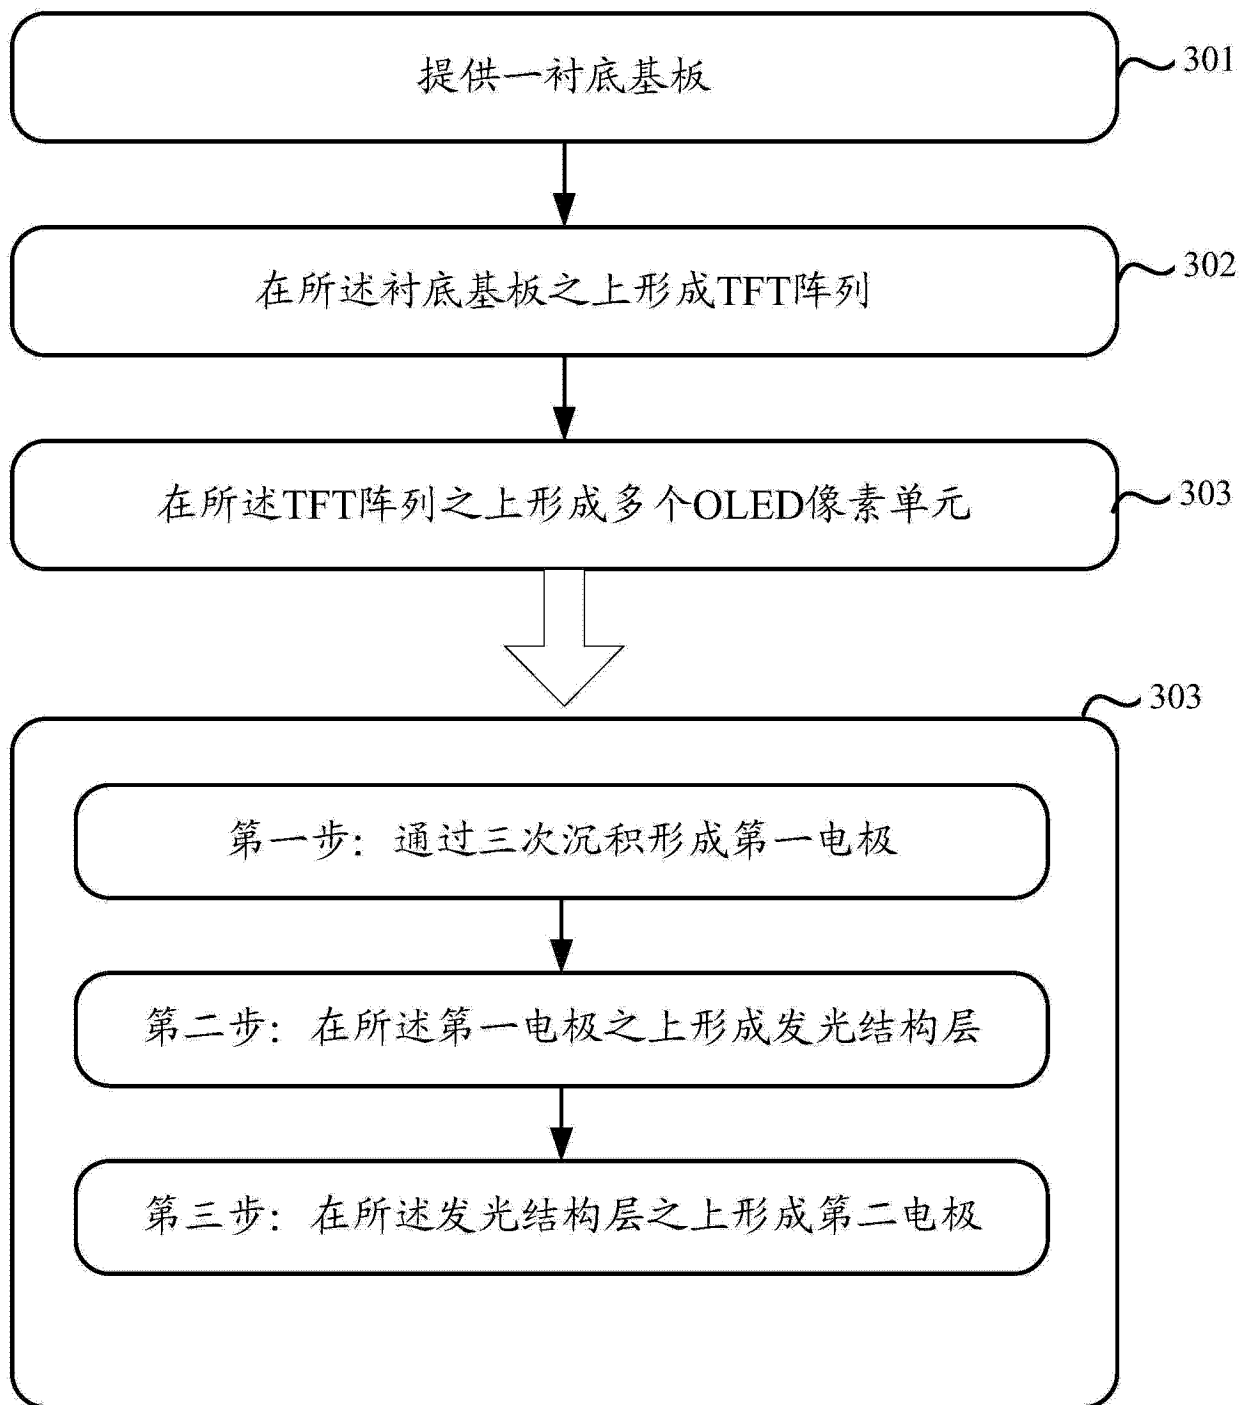 提供一衬底基板
301
在所述衬底基板之上形成TFT阵列
302
在所述TFT阵列之上形成多个OLED像素单元
303
303
第一步：通过三次沉积形成第一电极
第二步：在所述第一电极之上形成发光结构层
第三步：在所述发光结构层之上形成第二电极